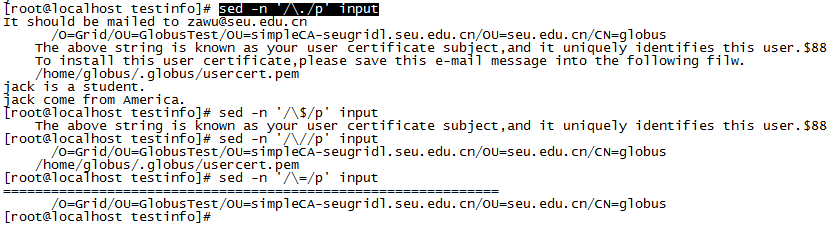 [root@localhost testinfo]# sed -n '/\./p' input
It should be mailed to zawu@seu.edu.cn
/O=Grid/OU=GlobusTest/OU=simpleCA-seugridl.seu.edu.cn/OU=seu.edu.cn/CN=globus
The above string is known as your user certificate subject,and it uniquely identifies this user.$88
To install this user certificate,please save this e-mail message into the following filw.
/home/globus/.globus/usercert.pem
jack is a student.
jack come from America.
[root@localhost testinfo]# sed -n '/\$/p' input
The above string is known as your user certificate subject,and it uniquely identifies this user.$88
[root@localhost testinfo]# sed -n '/\//p' input
/O=Grid/OU=GlobusTest/OU=simpleCA-seugridl.seu.edu.cn/OU=seu.edu.cn/CN=globus
/home/globus/.globus/usercert.pem
[root@localhost testinfo]# sed -n '/\=/p' input
==============================================================
/O=Grid/OU=GlobusTest/OU=simpleCA-seugridl.seu.edu.cn/OU=seu.edu.cn/CN=globus
[root@localhost testinfo]#